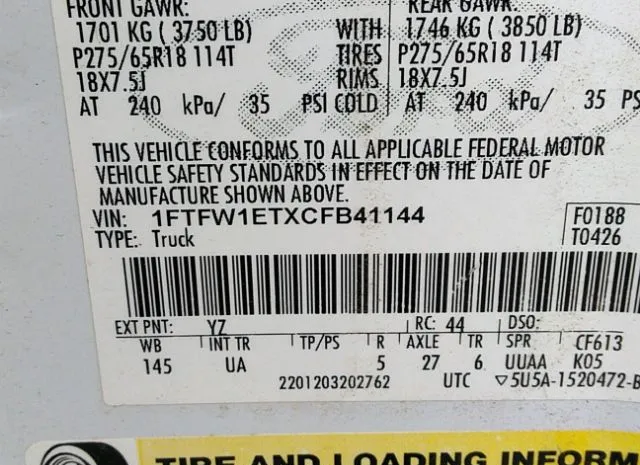 FRONT GAWR: REAR GAWR:
1701 KG ( 3750 LB) WITH 1746 KG ( 3850 LB)
P275/65R18 114T TIRES P275/65R18 114T
18X7.5J RIMS 18X7.5J
AT 240 kPa/ 35 PSI COLD AT 240 kPa/ 35 PS
THIS VEHICLE CONFORMS TO ALL APPLICABLE FEDERAL MOTOR
VEHICLE SAFETY STANDARDS IN EFFECT ON THE DATE OF
MANUFACTURE SHOWN ABOVE.
VIN: 1FTFW1ETXCFB41144 F0188
TYPE: Truck T0426
EXT PNT: YZ RC: 44 DSO:
WB INT TR TP/PS R AXLE TR SPR CF613
145 UA 5 27 6 UUAA K05
2201203202762 UTC ▽5U5A-1520472-B
TIRE AND LOADING INFORM